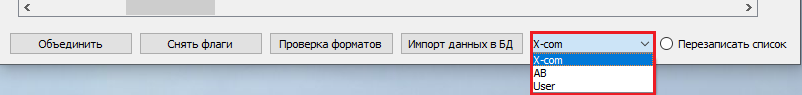 Объединить Снять флаги Проверка форматов Импорт данных в БД X-com Перезаписать список
X-com
AB
User